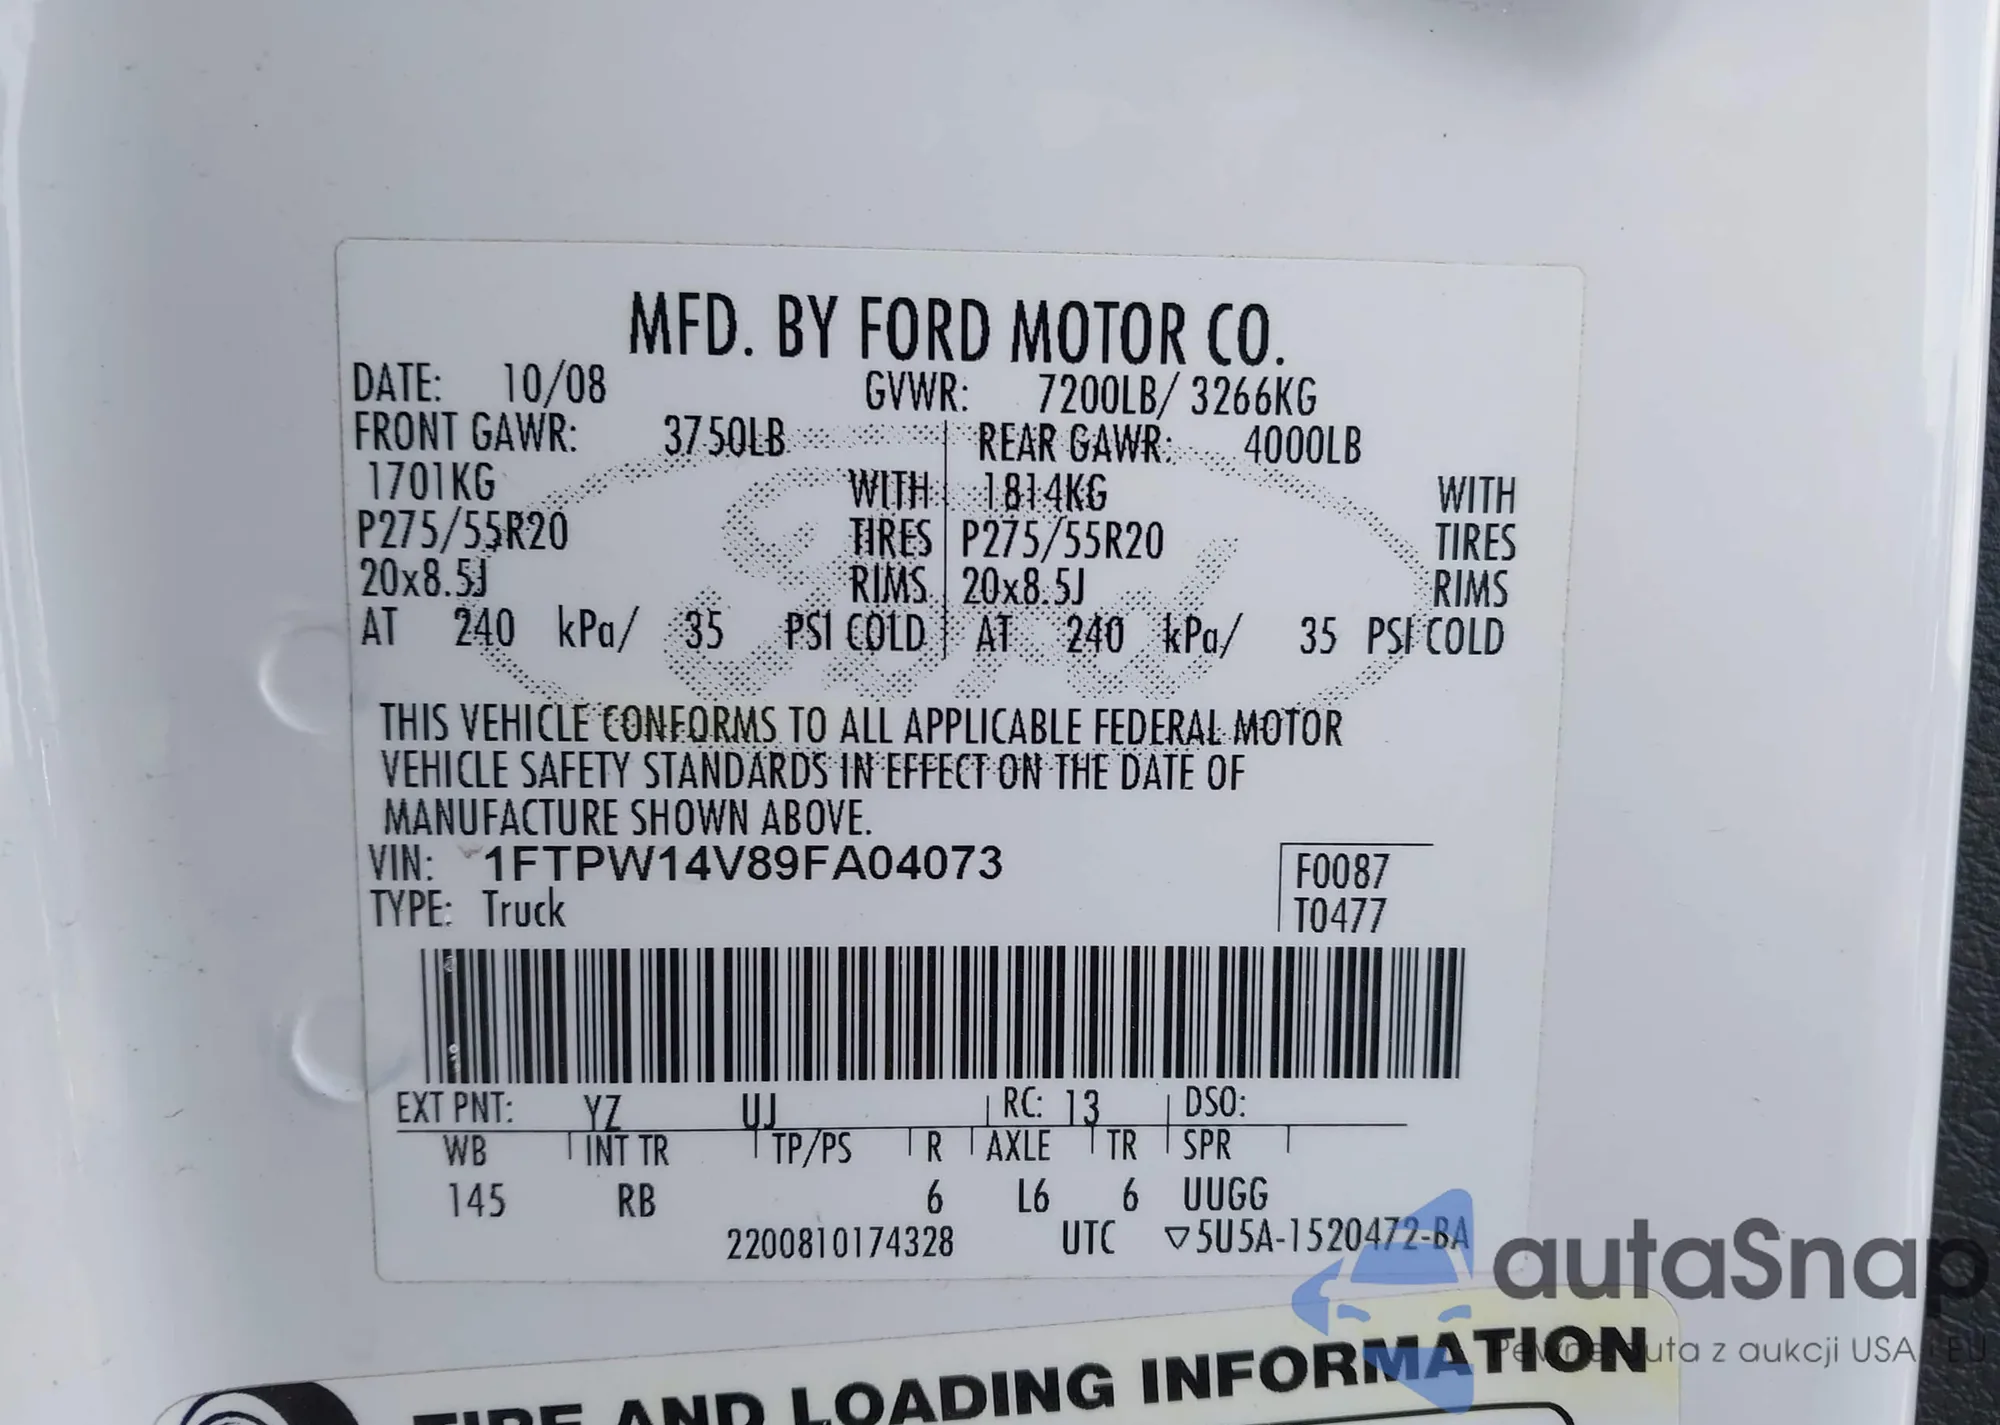 MFD. BY FORD MOTOR CO.
DATE: 10/08 GVWR: 7200LB/ 3266KG
FRONT GAWR: 3750LB REAR GAWR: 4000LB
1701KG WITH 1814KG WITH
P275/55R20 TIRES P275/55R20 TIRES
20x8.5J RIMS 20x8.5J RIMS
AT 240 kPa/ 35 PSI COLD AT 240 kPa/ 35 PSI COLD
THIS VEHICLE CONFORMS TO ALL APPLICABLE FEDERAL MOTOR
VEHICLE SAFETY STANDARDS IN EFFECT ON THE DATE OF
MANUFACTURE SHOWN ABOVE.
VIN: 1FTPW14V89FA04073 F0087
TYPE: Truck T0477
EXT PNT: YZ UJ RC: 13 DSO:
WB INT TR TP/PS R AXLE TR SPR
145 RB 6 L6 6 UUGG
2200810174328 UTC ▽5U5A-1520472-BA
autaSnap
Pewne auta z aukcji USA i EU
TIRE AND LOADING INFORMATION